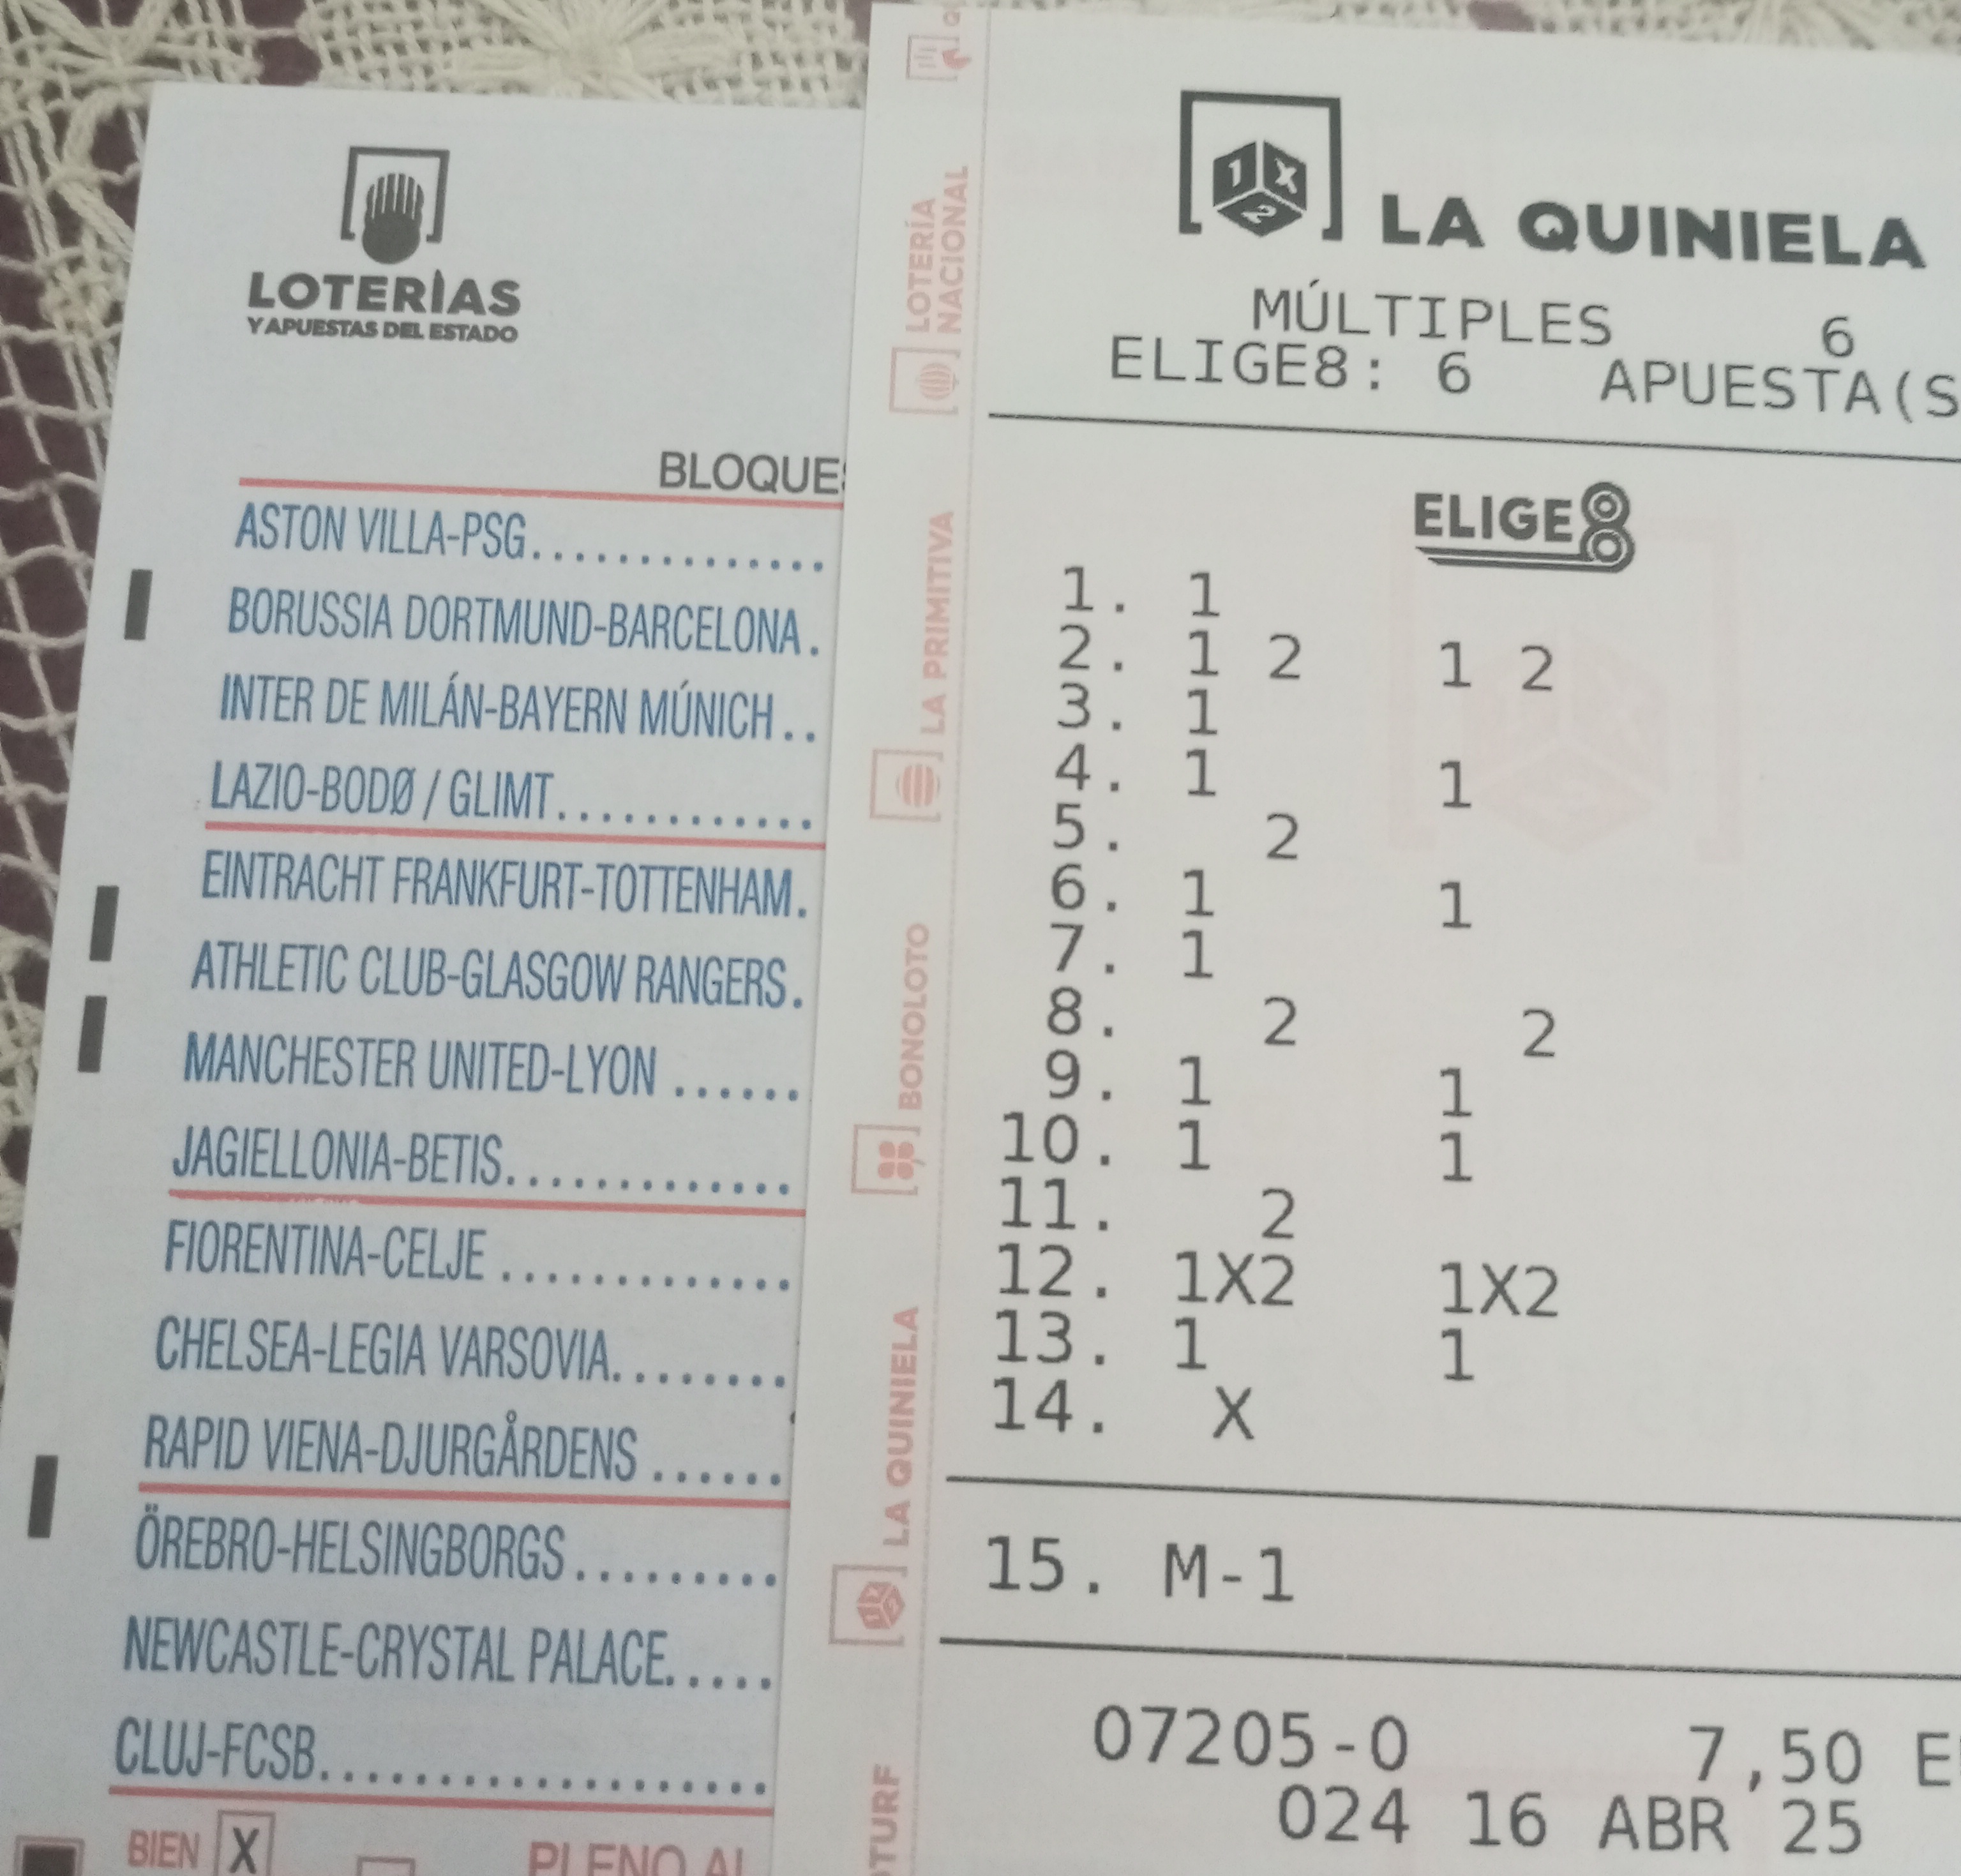 LOTERÍAS
Y APUESTAS DEL ESTADO
BLOQUE
ASTON VILLA-PSG..............
BORUSSIA DORTMUND-BARCELONA.
INTER DE MILÁN-BAYERN MÚNICH..
LAZIO-BODØ / GLIMT............
EINTRACHT FRANKFURT-TOTTENHAM.
ATHLETIC CLUB-GLASGOW RANGERS.
MANCHESTER UNITED-LYON ......
JAGIELLONIA-BETIS.............
FIORENTINA-CELJE .............
CHELSEA-LEGIA VARSOVIA........
RAPID VIENA-DJURGÅRDENS ......
ÖREBRO-HELSINGBORGS.........
NEWCASTLE-CRYSTAL PALACE.....
CLUJ-FCSB....................
BIEN X
PLENO AL
LOTERÍA
NACIONAL
LA PRIMITIVA
BONOLOTO
LA QUINIELA
OTURF
1X2 LA QUINIELA
MÚLTIPLES 6
ELIGE8: 6 APUESTA(S
ELIGE8
1. 1
2. 1 2 1 2
3. 1
4. 1 1
5. 2
6. 1 1
7. 1
8. 2 2
9. 1 1
10. 1 1
11. 2
12. 1X2 1X2
13. 1 1
14. X
15. M-1
07205-0 7,50 E
024 16 ABR 25